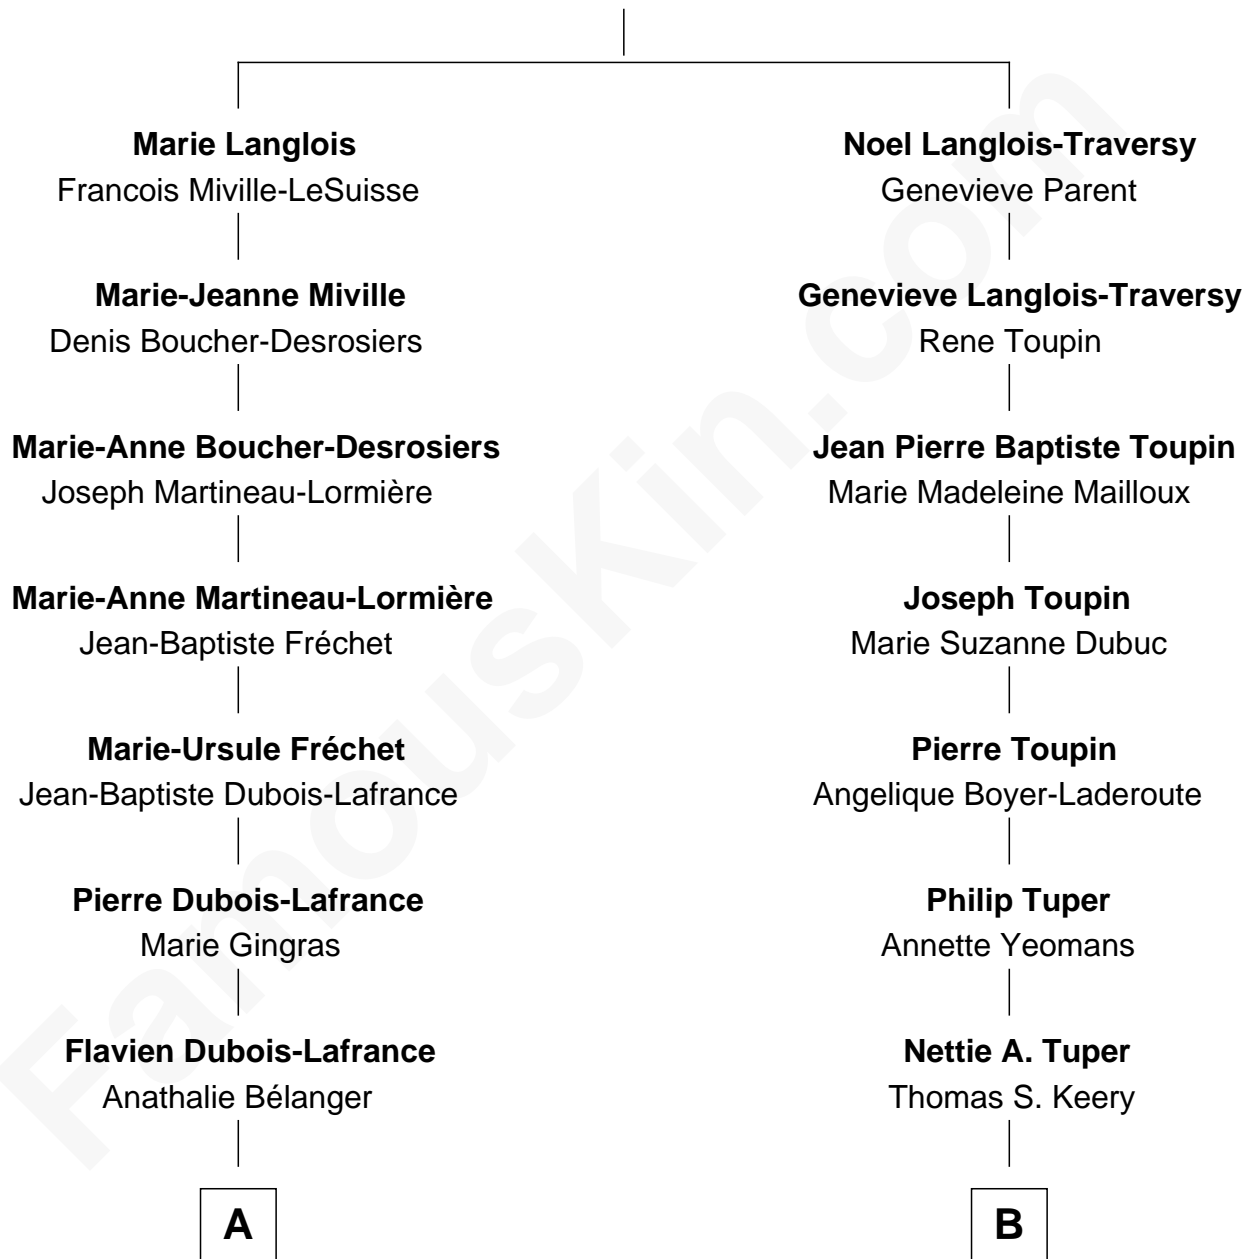 Marie Langlois
Francois Miville-LeSuisse
Marie-Jeanne Miville
Denis Boucher-Desrosiers
Marie-Anne Boucher-Desrosiers
Joseph Martineau-Lormière
Marie-Anne Martineau-Lormière
Jean-Baptiste Fréchet
Marie-Ursule Fréchet
Jean-Baptiste Dubois-Lafrance
Pierre Dubois-Lafrance
Marie Gingras
Flavien Dubois-Lafrance
Anathalie Bélanger
A
Noel Langlois-Traversy
Genevieve Parent
Genevieve Langlois-Traversy
Rene Toupin
Jean Pierre Baptiste Toupin
Marie Madeleine Mailloux
Joseph Toupin
Marie Suzanne Dubuc
Pierre Toupin
Angelique Boyer-Laderoute
Philip Tuper
Annette Yeomans
Nettie A. Tuper
Thomas S. Keery
B
FamousKin.com